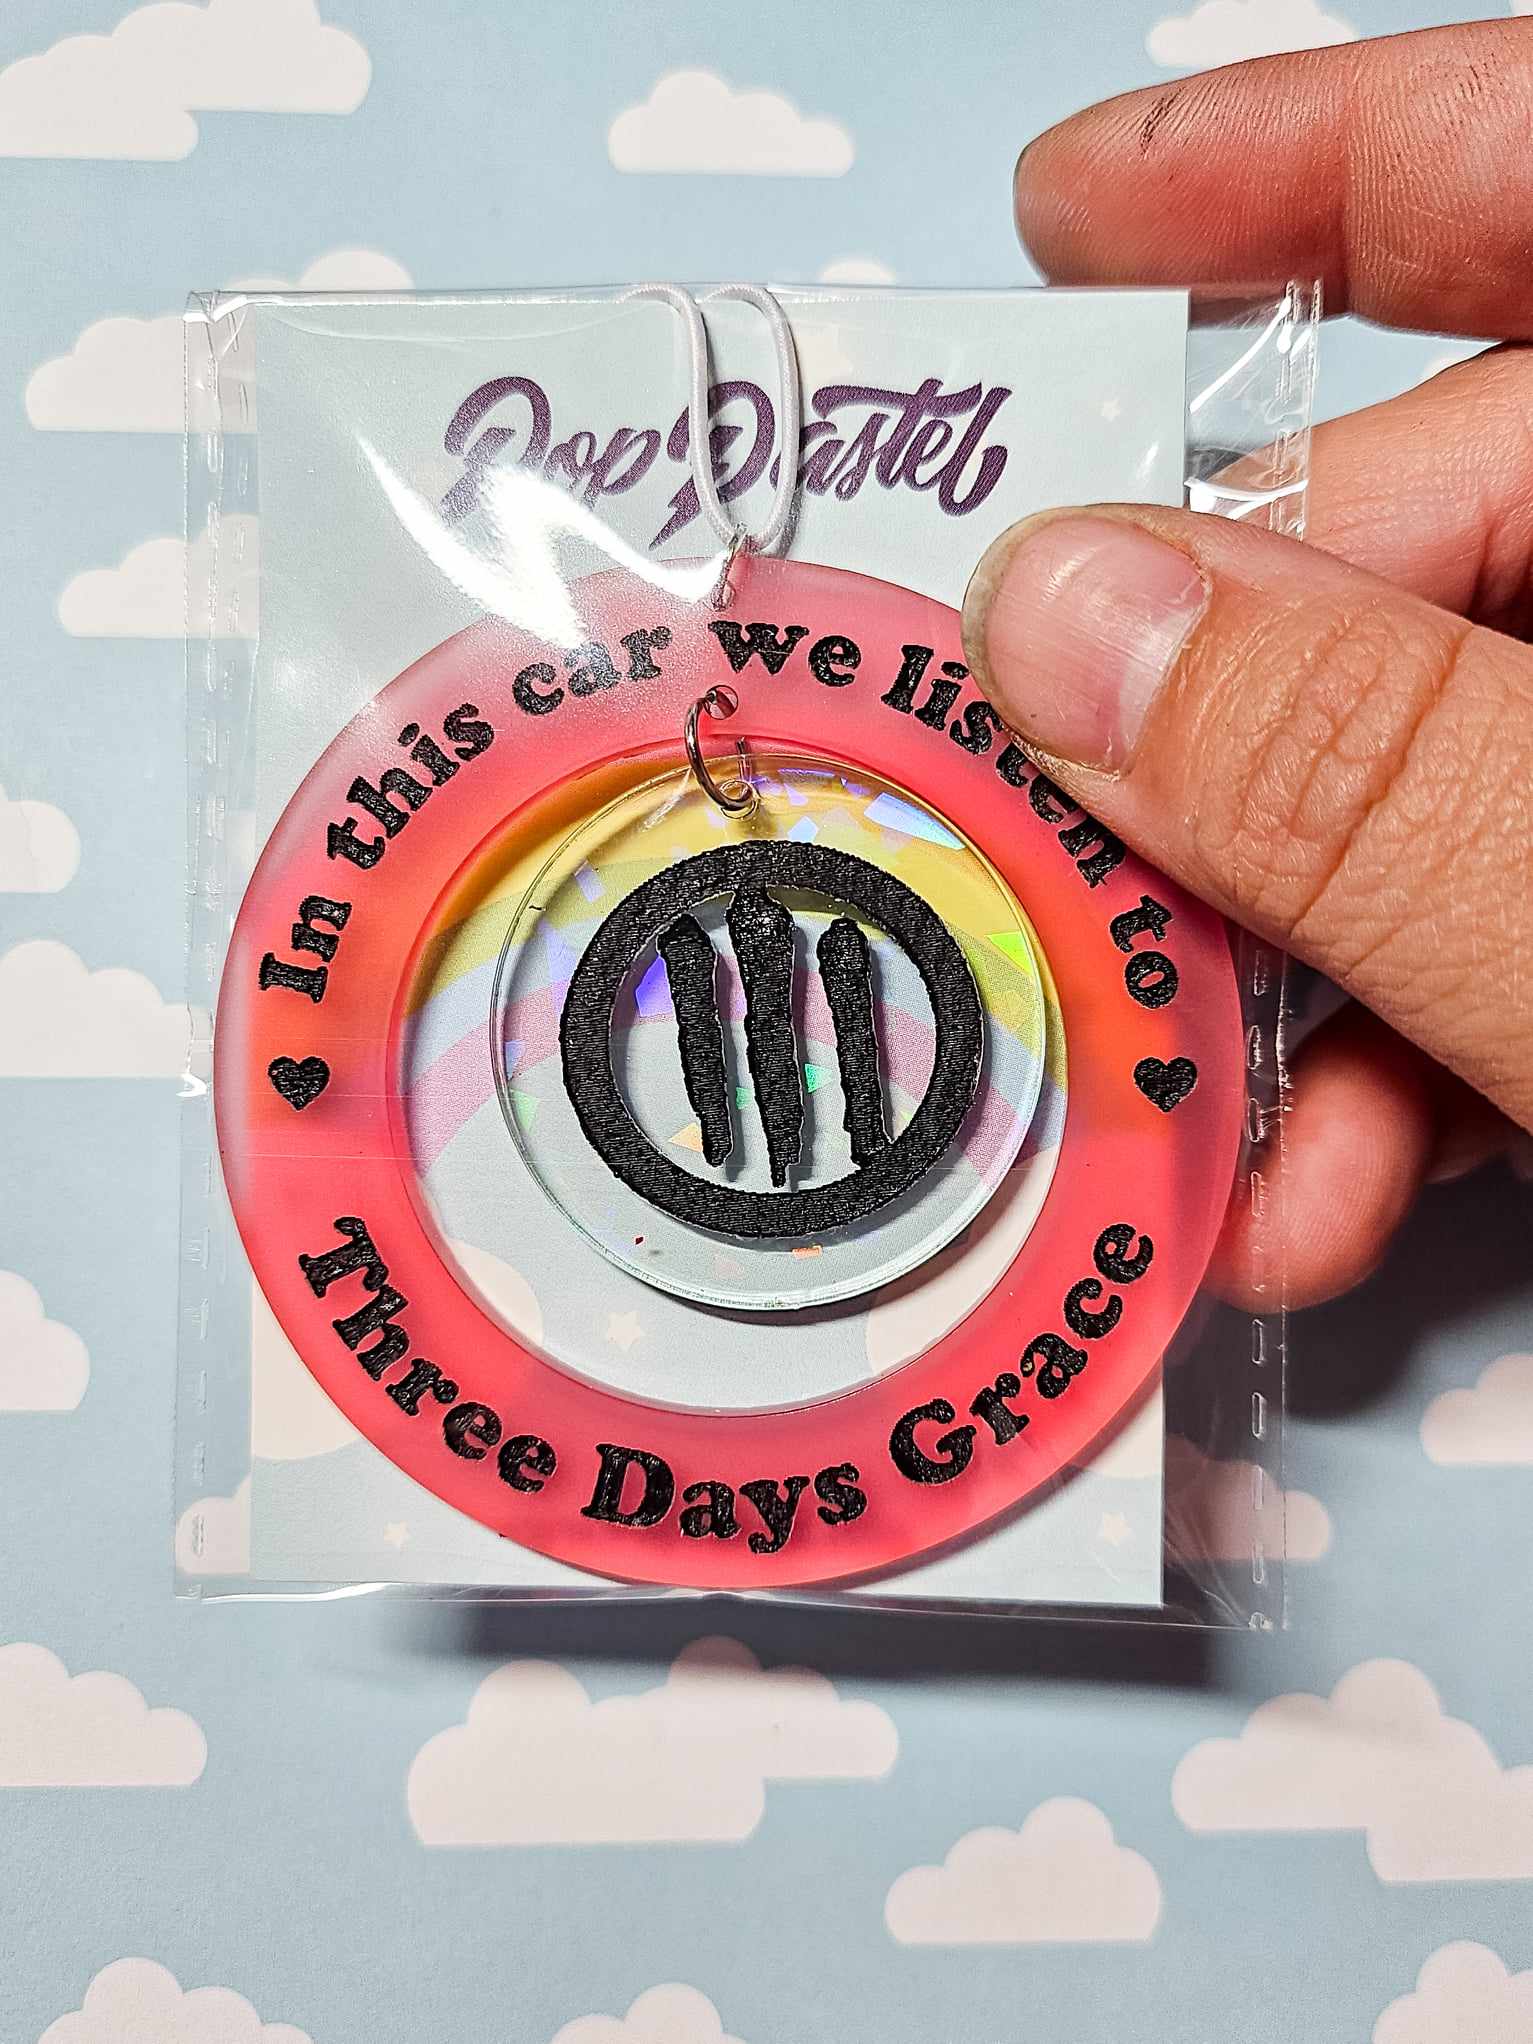 Pop Pastel
In this car we listen to
Three Days Grace